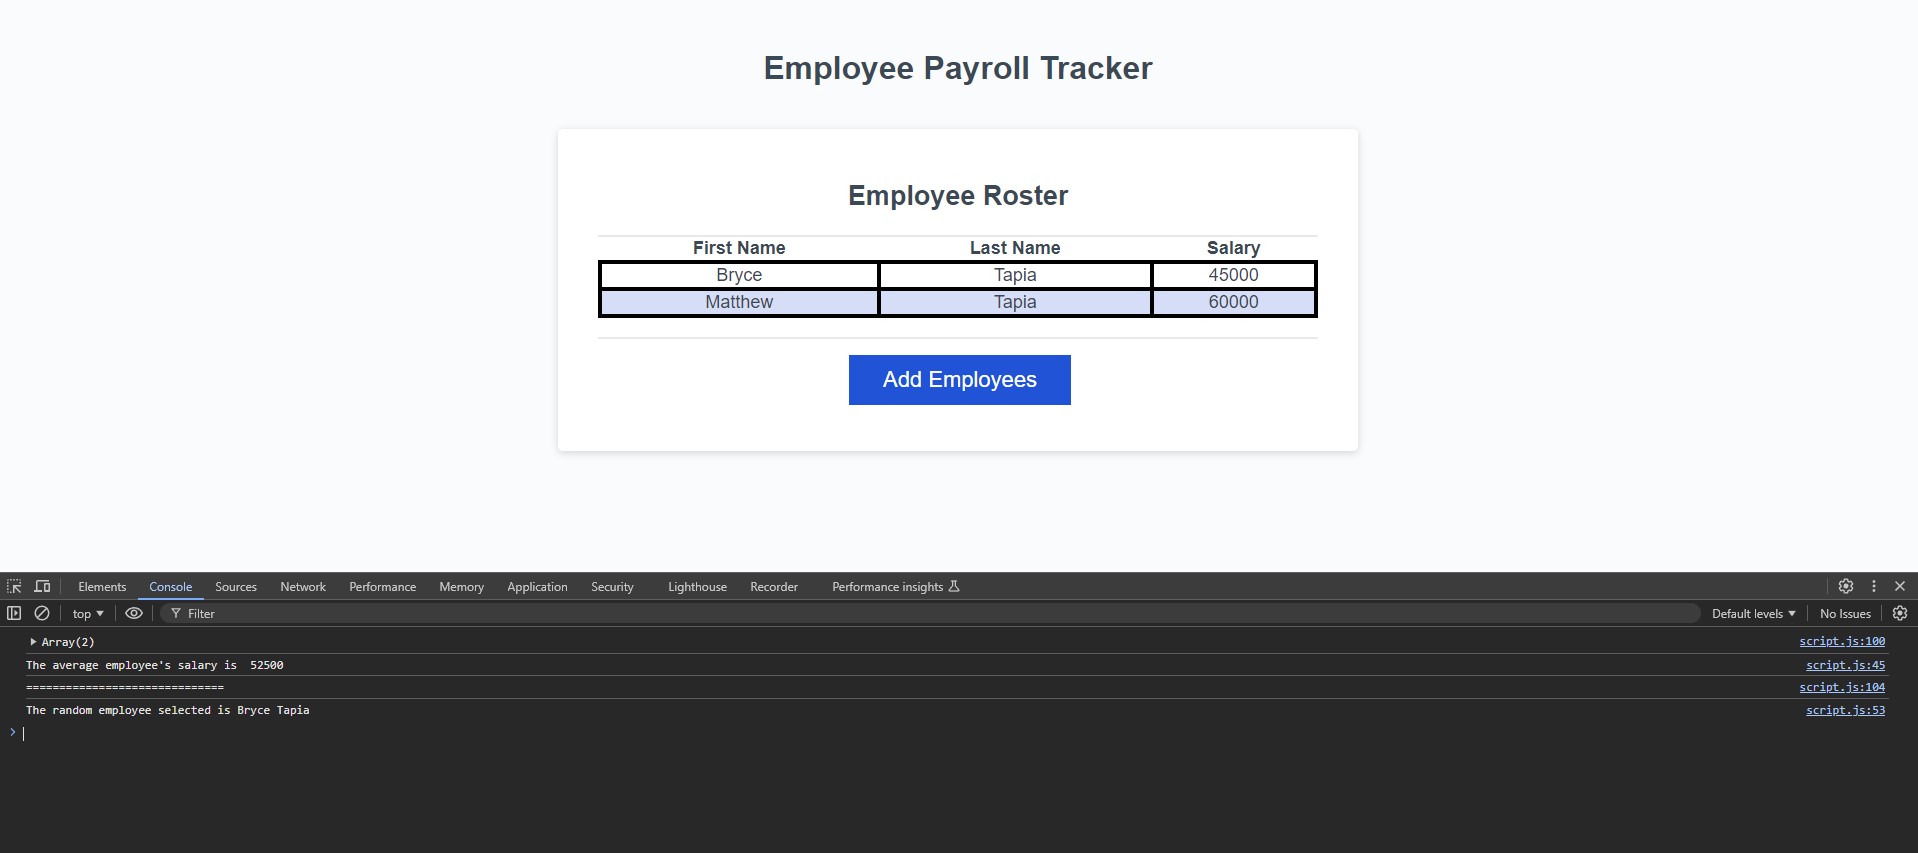 Employee Payroll Tracker
Employee Roster
First Name Last Name Salary
Bryce Tapia 45000
Matthew Tapia 60000
Add Employees
Elements Console Sources Network Performance Memory Application Security Lighthouse Recorder Performance insights
top Filter Default levels No Issues
Array(2) script.js:100
The average employee's salary is  52500 script.js:45
============================== script.js:104
The random employee selected is Bryce Tapia script.js:53